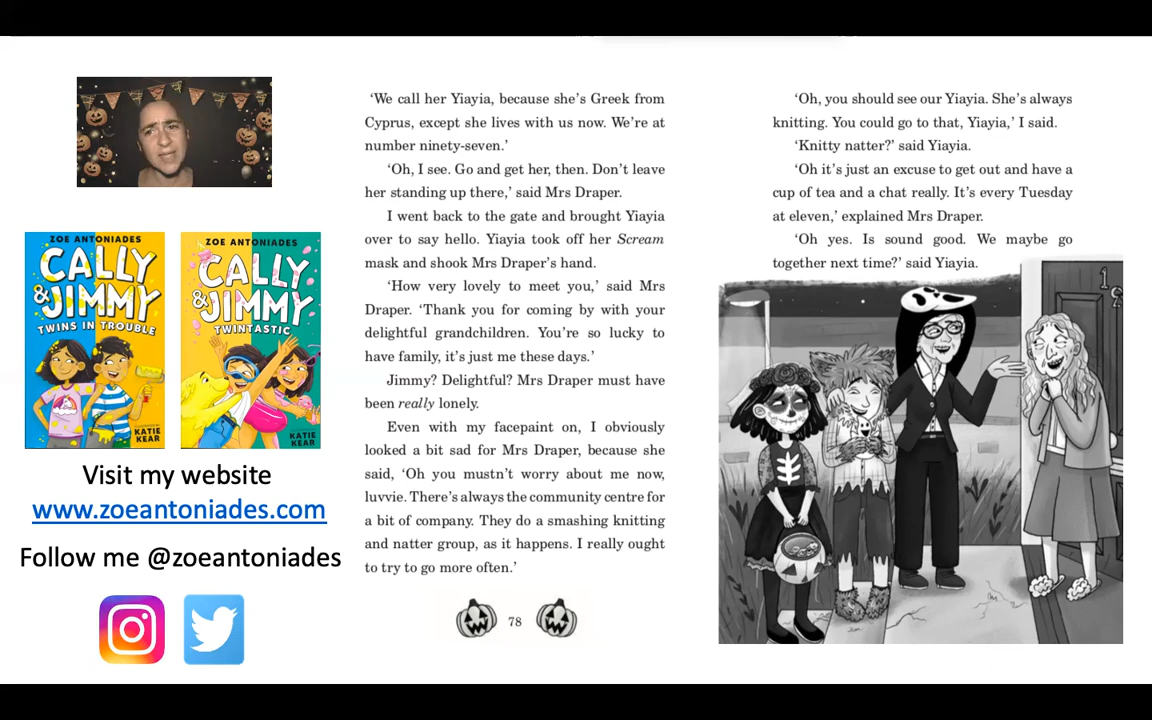 ZOE ANTONIADES
CALLY
& JIMMY
TWINS IN TROUBLE
ILLUSTRATED BY
KATIE
KEAR
ZOE ANTONIADES
CALLY
& JIMMY
TWINTASTIC
KATIE
KEAR
Visit my website
www.zoeantoniades.com
Follow me @zoeantoniades
‘We call her Yiayia, because she’s Greek from
Cyprus, except she lives with us now. We’re at
number ninety-seven.’
‘Oh, I see. Go and get her, then. Don’t leave
her standing up there,’ said Mrs Draper.
I went back to the gate and brought Yiayia
over to say hello. Yiayia took off her Scream
mask and shook Mrs Draper’s hand.
‘How very lovely to meet you,’ said Mrs
Draper. ‘Thank you for coming by with your
delightful grandchildren. You’re so lucky to
have family, it’s just me these days.’
Jimmy? Delightful? Mrs Draper must have
been really lonely.
Even with my facepaint on, I obviously
looked a bit sad for Mrs Draper, because she
said, ‘Oh you mustn’t worry about me now,
luvvie. There’s always the community centre for
a bit of company. They do a smashing knitting
and natter group, as it happens. I really ought
to try to go more often.’
78
‘Oh, you should see our Yiayia. She’s always
knitting. You could go to that, Yiayia,’ I said.
‘Knitty natter?’ said Yiayia.
‘Oh it’s just an excuse to get out and have a
cup of tea and a chat really. It’s every Tuesday
at eleven,’ explained Mrs Draper.
‘Oh yes. Is sound good. We maybe go
together next time?’ said Yiayia.